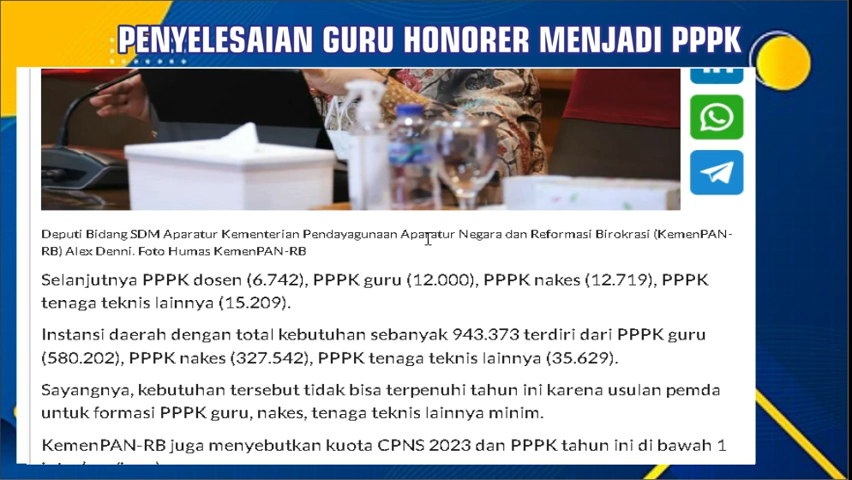 PENYELESAIAN GURU HONORER MENJADI PPPK
Deputi Bidang SDM Aparatur Kementerian Pendayagunaan Aparatur Negara dan Reformasi Birokrasi (KemenPAN-
RB) Alex Denni. Foto Humas KemenPAN-RB
Selanjutnya PPPK dosen (6.742), PPPK guru (12.000), PPPK nakes (12.719), PPPK
tenaga teknis lainnya (15.209).
Instansi daerah dengan total kebutuhan sebanyak 943.373 terdiri dari PPPK guru
(580.202), PPPK nakes (327.542), PPPK tenaga teknis lainnya (35.629).
Sayangnya, kebutuhan tersebut tidak bisa terpenuhi tahun ini karena usulan pemda
untuk formasi PPPK guru, nakes, tenaga teknis lainnya minim.
KemenPAN-RB juga menyebutkan kuota CPNS 2023 dan PPPK tahun ini di bawah 1